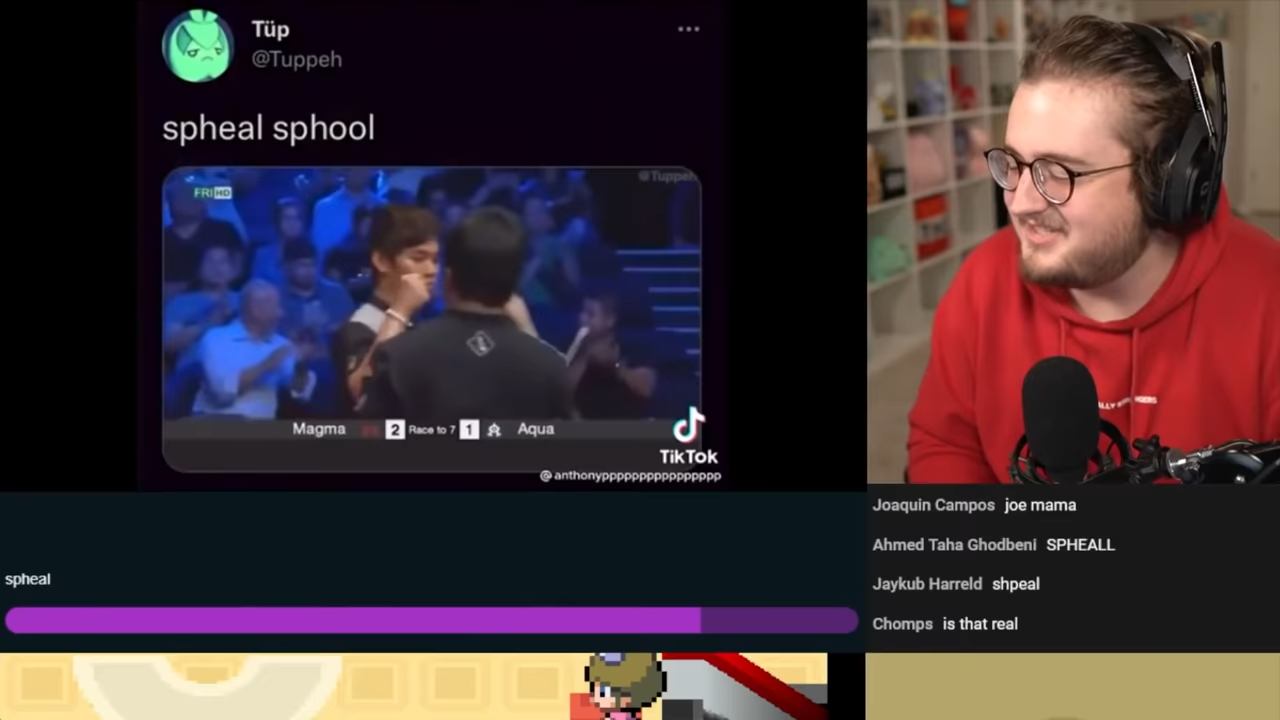 Tüp
@Tuppeh
spheal sphool
FRI HD
@Tuppeh
Magma 2 Race to 7 1 Aqua
TikTok
@anthonypppppppppppppppp
Joaquin Campos joe mama
Ahmed Taha Ghodbeni SPHEALL
Jaykub Harreld shpeal
Chomps is that real
spheal